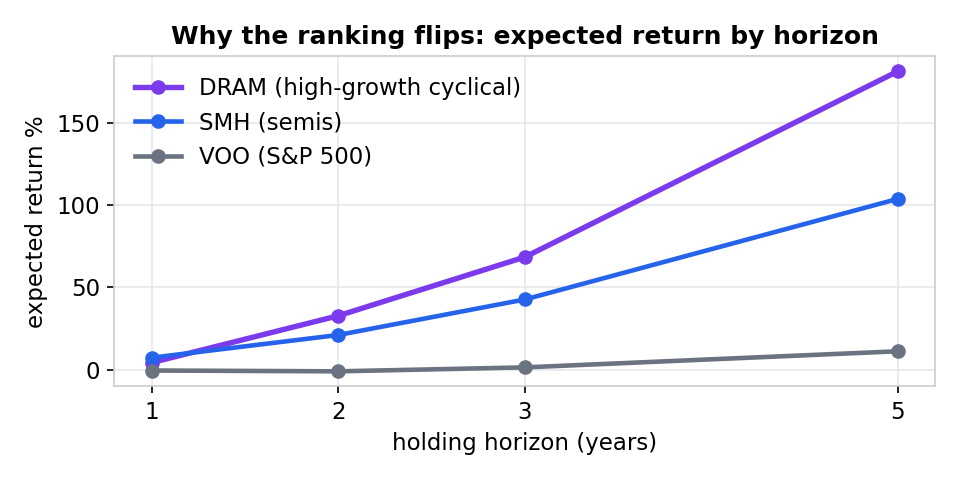 Why the ranking flips: expected return by horizon
DRAM (high-growth cyclical)
SMH (semis)
VOO (S&P 500)
expected return %
150
100
50
0
1
2
3
5
holding horizon (years)